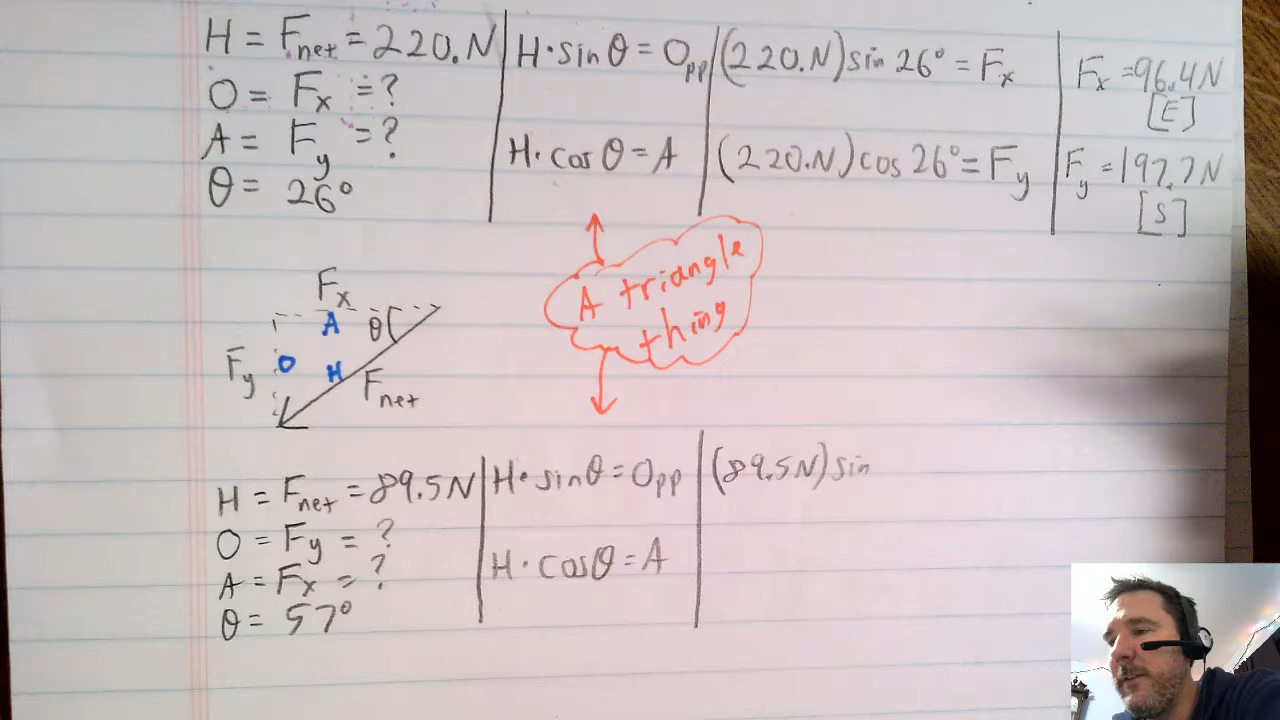 H = Fnet = 220.N
O = Fx = ?
A = Fy = ?
θ = 26°
H·sinθ = Opp
H·cosθ = A
(220.N)sin 26° = Fx
(220.N)cos 26° = Fy
Fx = 96.4N
[E]
Fy = 197.7N
[S]
A triangle
thing
Fx
A θ
Fy O H
Fnet
H = Fnet = 89.5N
O = Fy = ?
A = Fx = ?
θ = 57°
H·sinθ = Opp
H·cosθ = A
(89.5N)sin